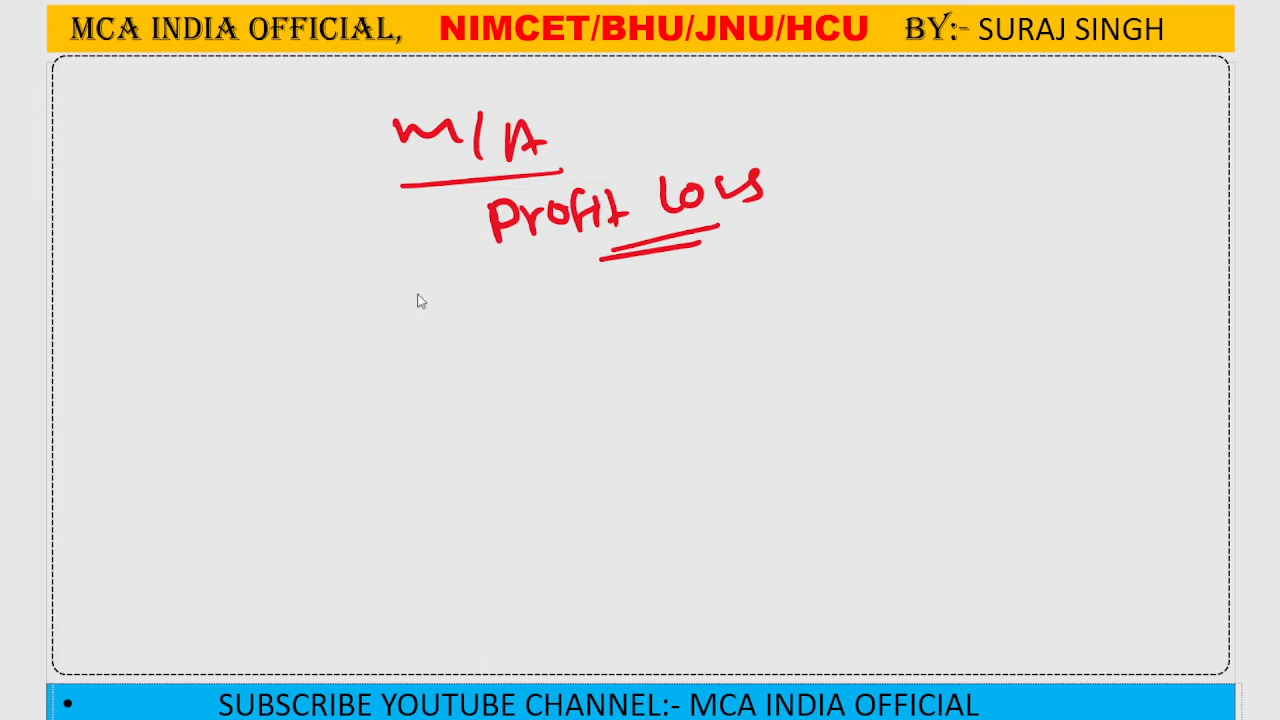 MCA INDIA OFFICIAL, NIMCET/BHU/JNU/HCU BY:- SURAJ SINGH
M/A
Profit Loss
• SUBSCRIBE YOUTUBE CHANNEL:- MCA INDIA OFFICIAL